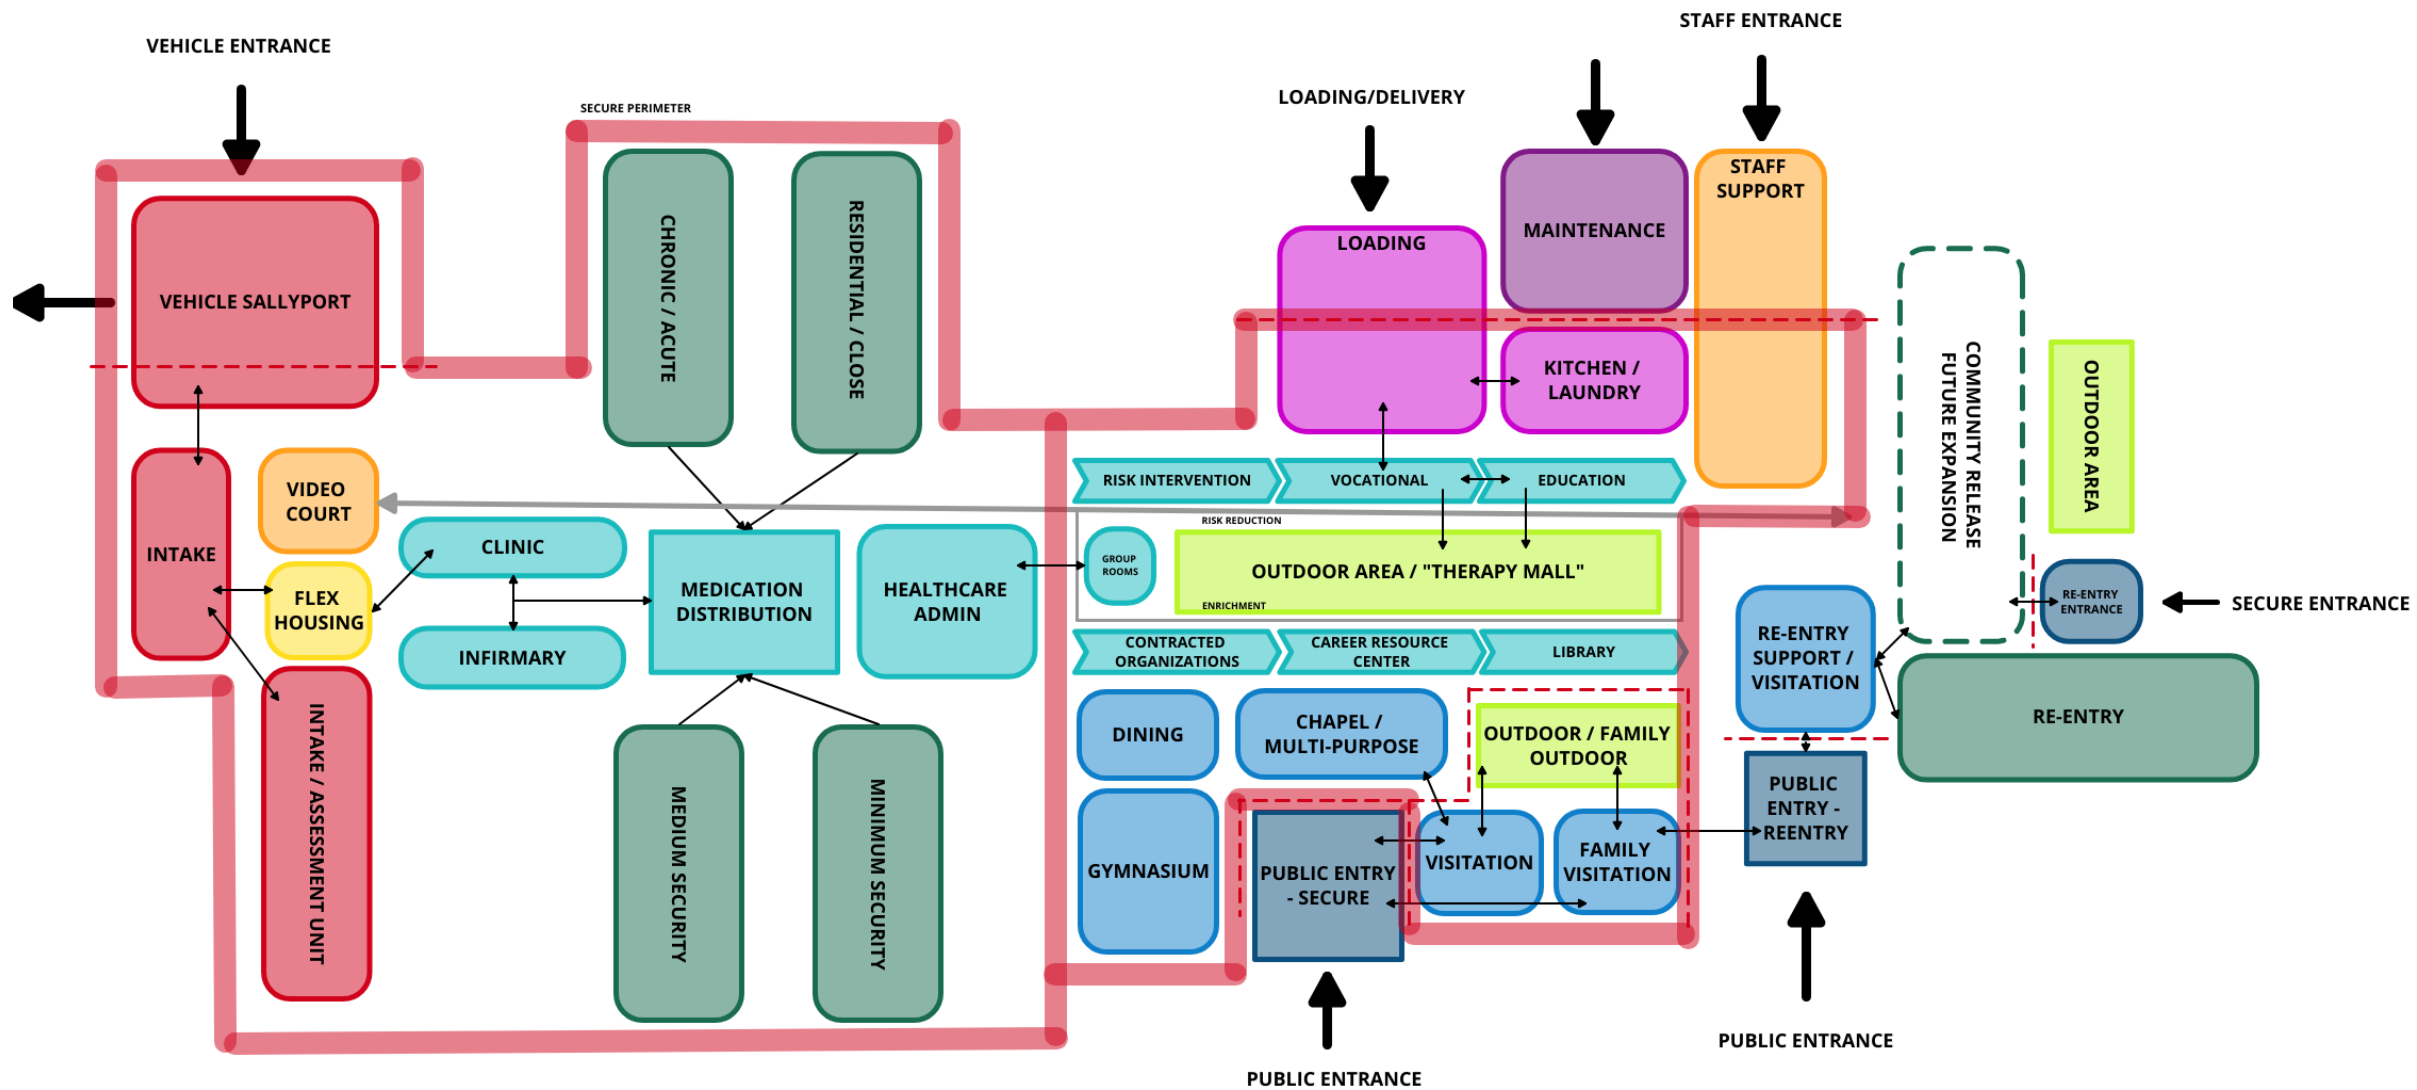 STAFF ENTRANCE
VEHICLE ENTRANCE
LOADING/DELIVERY
SECURE PERIMETER
STAFF
SUPPORT
CHRONIC / ACUTE
RESIDENTIAL / CLOSE
MAINTENANCE
LOADING
VEHICLE SALLYPORT
KITCHEN /
LAUNDRY
COMMUNITY RELEASE
FUTURE EXPANSION
OUTDOOR AREA
VIDEO
COURT
RISK INTERVENTION
VOCATIONAL
EDUCATION
RISK REDUCTION
INTAKE
CLINIC
MEDICATION
DISTRIBUTION
HEALTHCARE
ADMIN
GROUP
ROOMS
OUTDOOR AREA / "THERAPY MALL"
ENRICHMENT
FLEX
HOUSING
INFIRMARY
RE-ENTRY
ENTRANCE
SECURE ENTRANCE
CONTRACTED
ORGANIZATIONS
CAREER RESOURCE
CENTER
LIBRARY
RE-ENTRY
SUPPORT /
VISITATION
RE-ENTRY
INTAKE / ASSESSMENT UNIT
MEDIUM SECURITY
MINIMUM SECURITY
DINING
CHAPEL /
MULTI-PURPOSE
OUTDOOR / FAMILY
OUTDOOR
PUBLIC
ENTRY -
REENTRY
GYMNASIUM
PUBLIC ENTRY
- SECURE
VISITATION
FAMILY
VISITATION
PUBLIC ENTRANCE
PUBLIC ENTRANCE